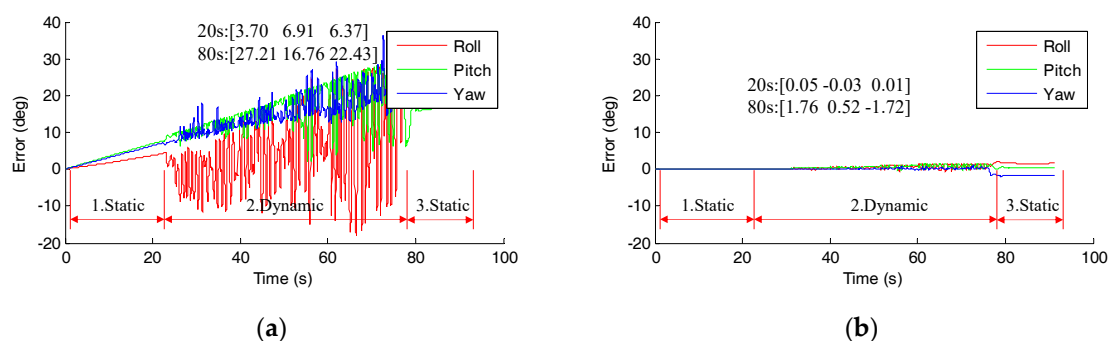 40
30
20
10
0
-10
-20
Error (deg)
20s:[3.70 6.91 6.37]
80s:[27.21 16.76 22.43]
Roll
Pitch
Yaw
1.Static
2.Dynamic
3.Static
0 20 40 60 80 100
Time (s)
(a)
40
30
20
10
0
-10
-20
Error (deg)
Roll
Pitch
Yaw
20s:[0.05 -0.03 0.01]
80s:[1.76 0.52 -1.72]
1.Static
2.Dynamic
3.Static
0 20 40 60 80 100
Time (s)
(b)